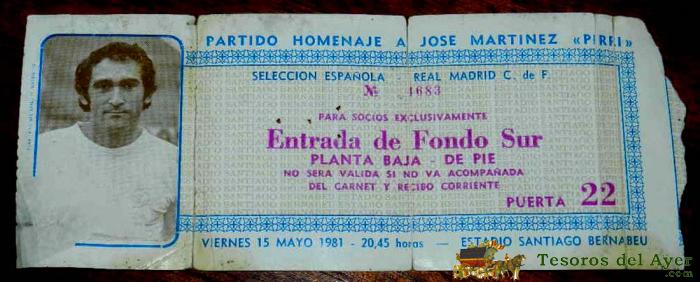 PARTIDO HOMENAJE A JOSE MARTINEZ «PIRRI»
SELECCION ESPAÑOLA - REAL MADRID C. de F.
Nº 4683
PARA SOCIOS EXCLUSIVAMENTE
Entrada de Fondo Sur
PLANTA BAJA - DE PIE
NO SERA VALIDA SI NO VA ACOMPAÑADA
DEL CARNET Y RECIBO CORRIENTE
PUERTA 22
VIERNES 15 MAYO 1981 - 20,45 horas — ESTADIO SANTIAGO BERNABEU
Tesoros del Ayer
.com